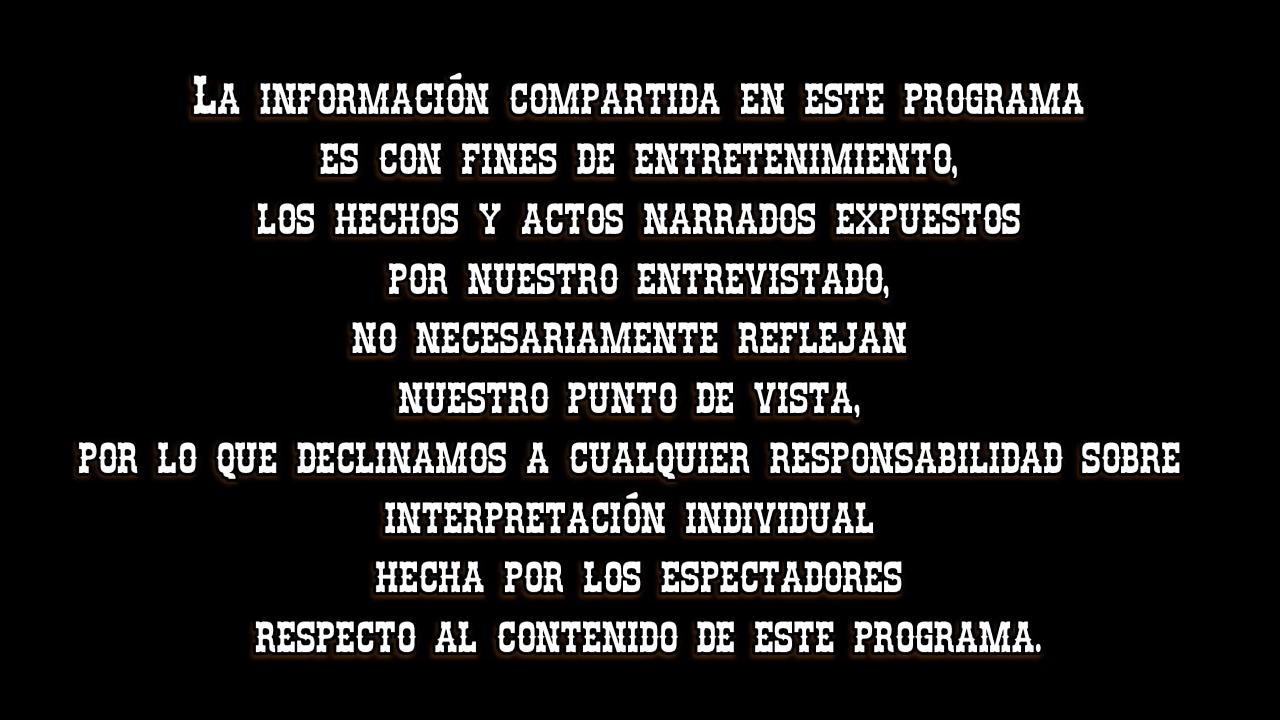 La información compartida en este programa
es con fines de entretenimiento,
los hechos y actos narrados expuestos
por nuestro entrevistado,
no necesariamente reflejan
nuestro punto de vista,
por lo que declinamos a cualquier responsabilidad sobre
interpretación individual
hecha por los espectadores
respecto al contenido de este programa.